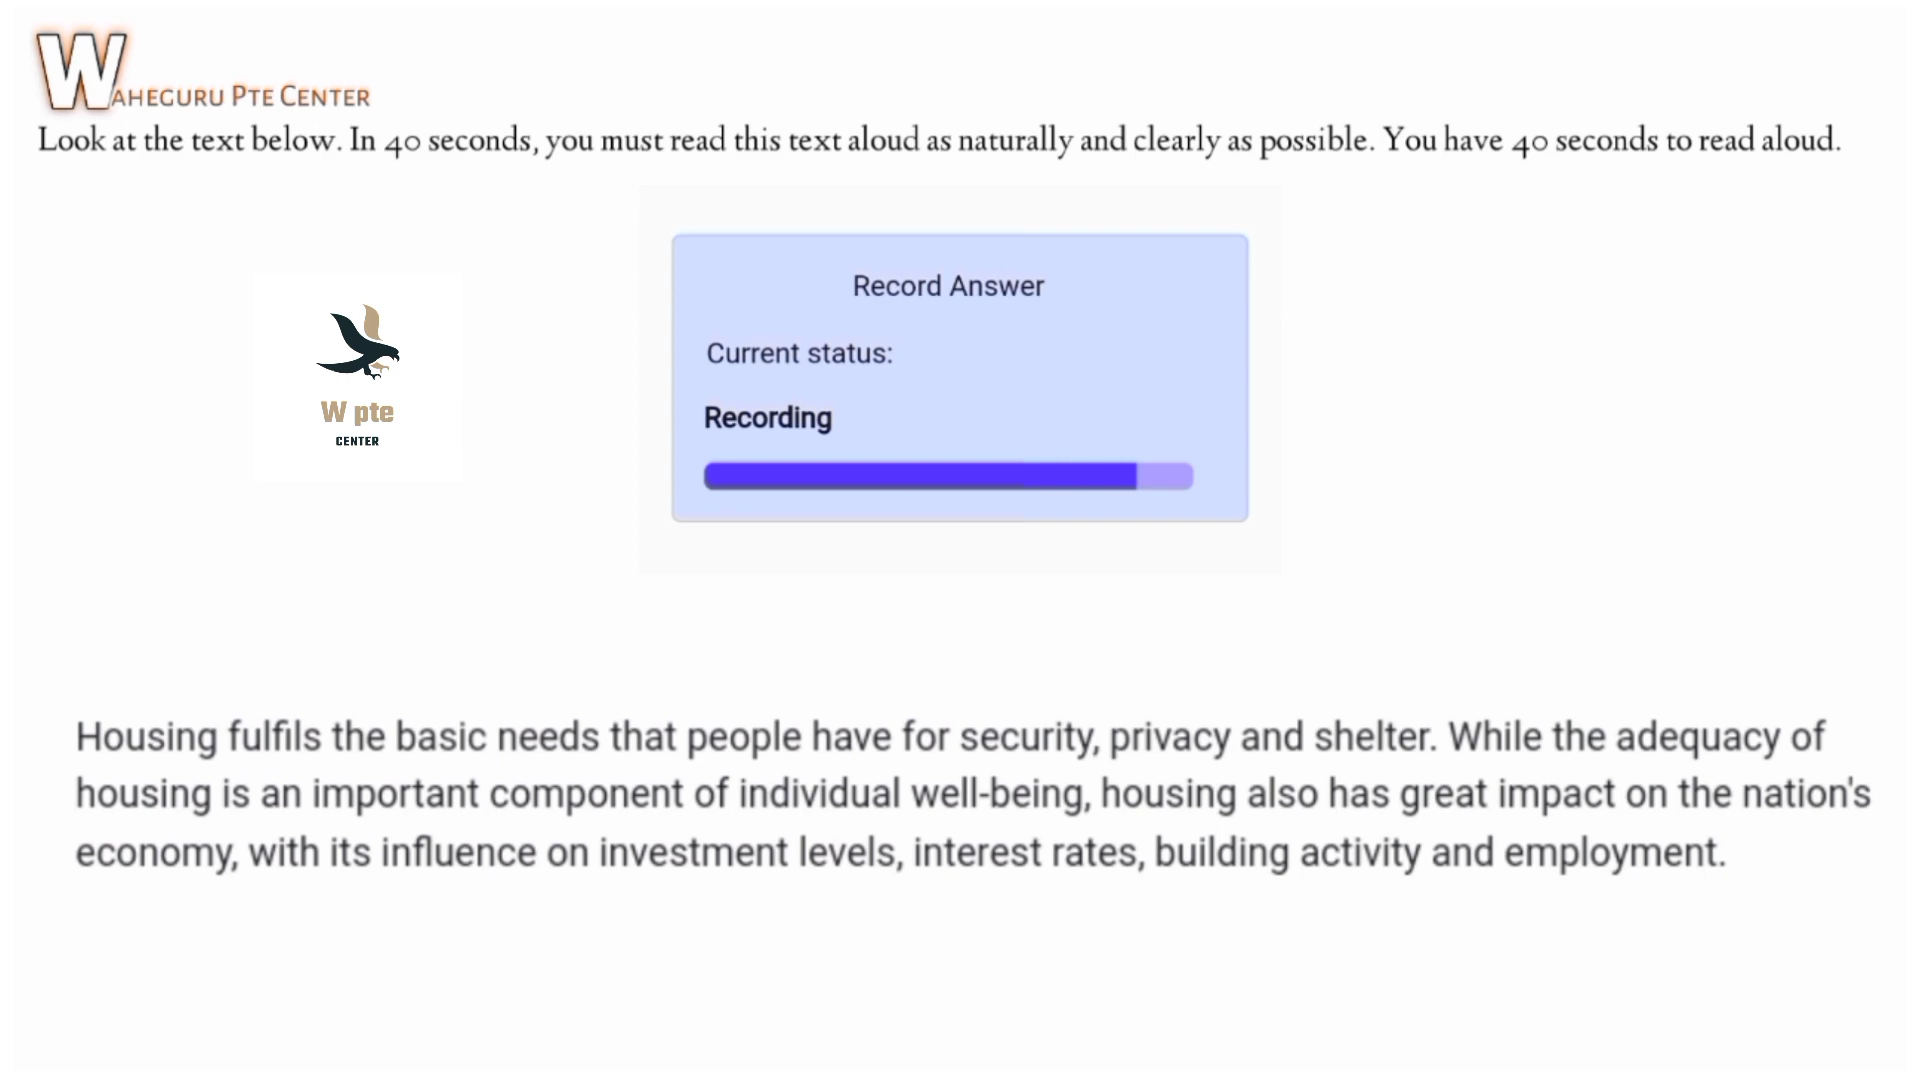 WAHEGURU PTE CENTER
Look at the text below. In 40 seconds, you must read this text aloud as naturally and clearly as possible. You have 40 seconds to read aloud.
Record Answer
Current status:
Recording
W pte
CENTER
Housing fulfils the basic needs that people have for security, privacy and shelter. While the adequacy of
housing is an important component of individual well-being, housing also has great impact on the nation's
economy, with its influence on investment levels, interest rates, building activity and employment.